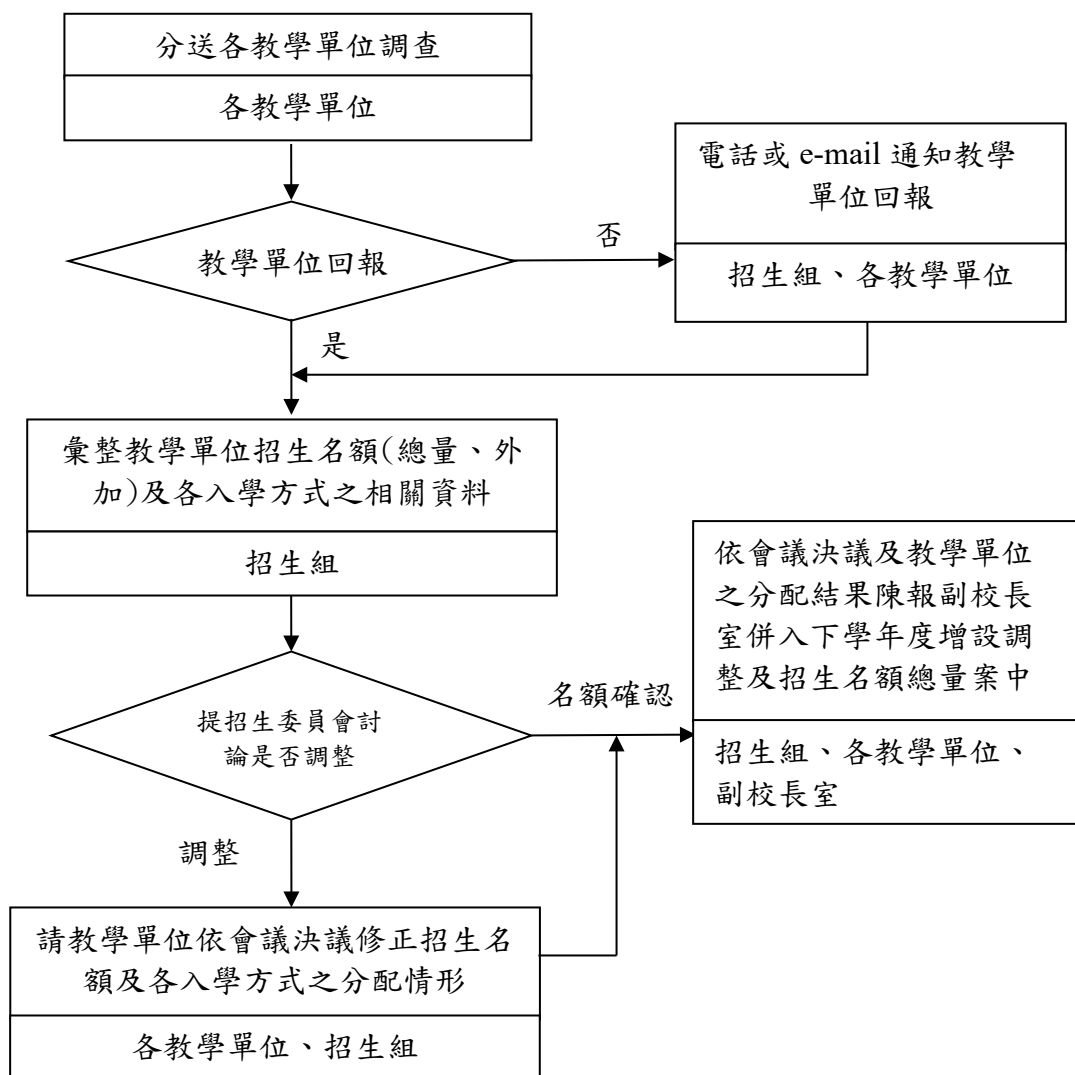 分送各教學單位調查
各教學單位
電話或 e-mail 通知教學
單位回報
招生組、各教學單位
教學單位回報
否
是
彙整教學單位招生名額(總量、外
加)及各入學方式之相關資料
招生組
依會議決議及教學單位
之分配結果陳報副校長
室併入下學年度增設調
整及招生名額總量案中
招生組、各教學單位、
副校長室
名額確認
提招生委員會討
論是否調整
調整
請教學單位依會議決議修正招生名
額及各入學方式之分配情形
各教學單位、招生組